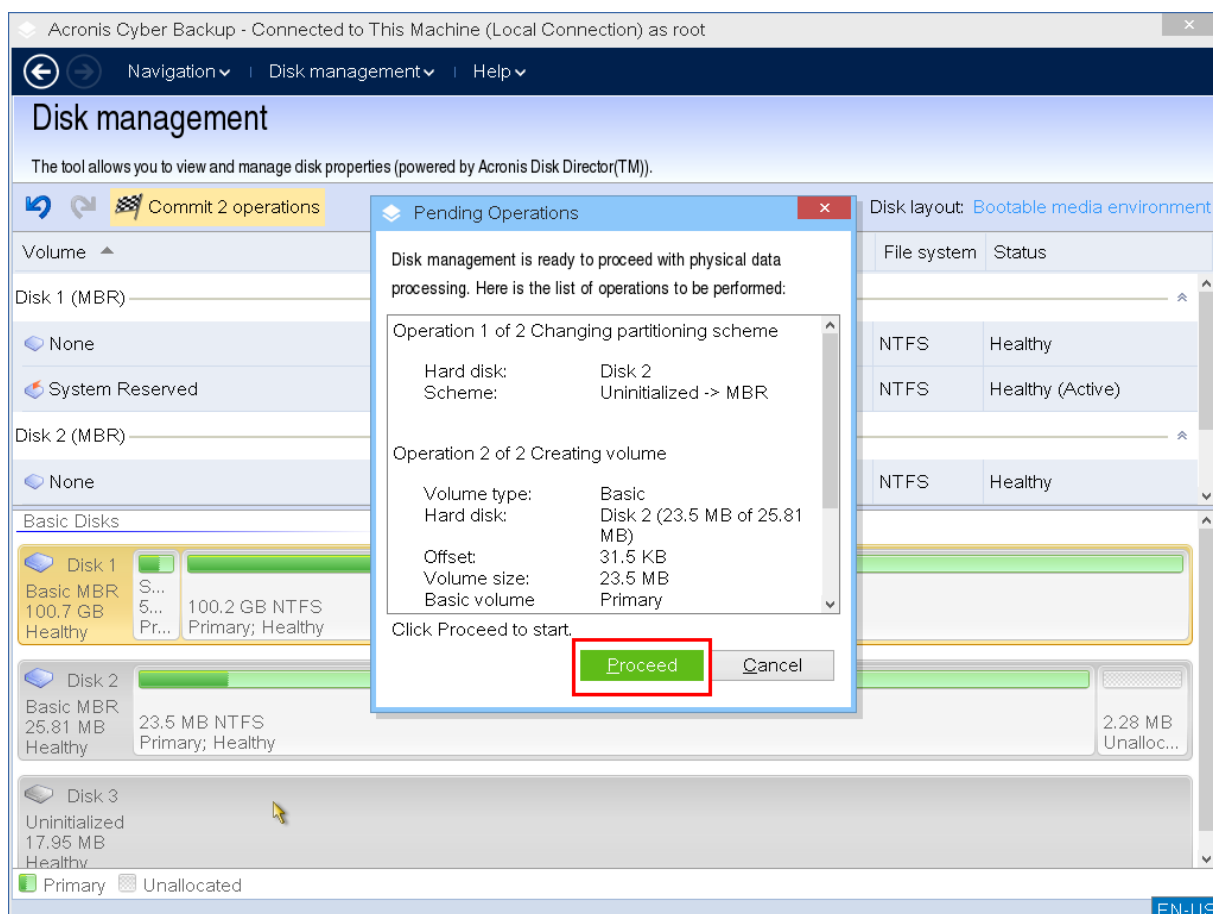 Acronis Cyber Backup - Connected to This Machine (Local Connection) as root
Navigation
Disk management
Help
Disk management
The tool allows you to view and manage disk properties (powered by Acronis Disk Director(TM)).
Commit 2 operations
Disk layout: Bootable media environment
Volume
File system
Status
Disk 1 (MBR)
None
NTFS
Healthy
System Reserved
NTFS
Healthy (Active)
Disk 2 (MBR)
None
NTFS
Healthy
Pending Operations
Disk management is ready to proceed with physical data
processing. Here is the list of operations to be performed:
Operation 1 of 2 Changing partitioning scheme
Hard disk: Disk 2
Scheme: Uninitialized -> MBR
Operation 2 of 2 Creating volume
Volume type: Basic
Hard disk: Disk 2 (23.5 MB of 25.81
MB)
Offset: 31.5 KB
Volume size: 23.5 MB
Basic volume Primary
Click Proceed to start.
Proceed
Cancel
Basic Disks
Disk 1
Basic MBR
100.7 GB
Healthy
S...
5...
Pr...
100.2 GB NTFS
Primary; Healthy
Disk 2
Basic MBR
25.81 MB
Healthy
23.5 MB NTFS
Primary; Healthy
2.28 MB
Unalloc...
Disk 3
Uninitialized
17.95 MB
Healthy
Primary
Unallocated
EN-US